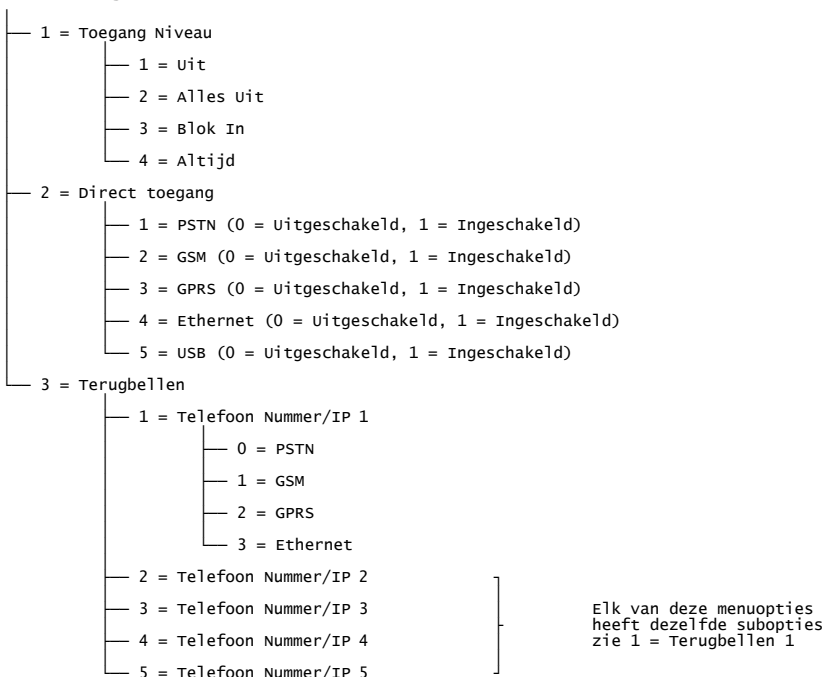 1 = Toegang Niveau
1 = Uit
2 = Alles Uit
3 = Blok In
4 = Altijd
2 = Direct toegang
1 = PSTN (0 = Uitgeschakeld, 1 = Ingeschakeld)
2 = GSM (0 = Uitgeschakeld, 1 = Ingeschakeld)
3 = GPRS (0 = Uitgeschakeld, 1 = Ingeschakeld)
4 = Ethernet (0 = Uitgeschakeld, 1 = Ingeschakeld)
5 = USB (0 = Uitgeschakeld, 1 = Ingeschakeld)
3 = Terugbellen
1 = Telefoon Nummer/IP 1
0 = PSTN
1 = GSM
2 = GPRS
3 = Ethernet
2 = Telefoon Nummer/IP 2
3 = Telefoon Nummer/IP 3
4 = Telefoon Nummer/IP 4
5 = Telefoon Nummer/IP 5
Elk van deze menuopties
heeft dezelfde subopties
zie 1 = Terugbellen 1